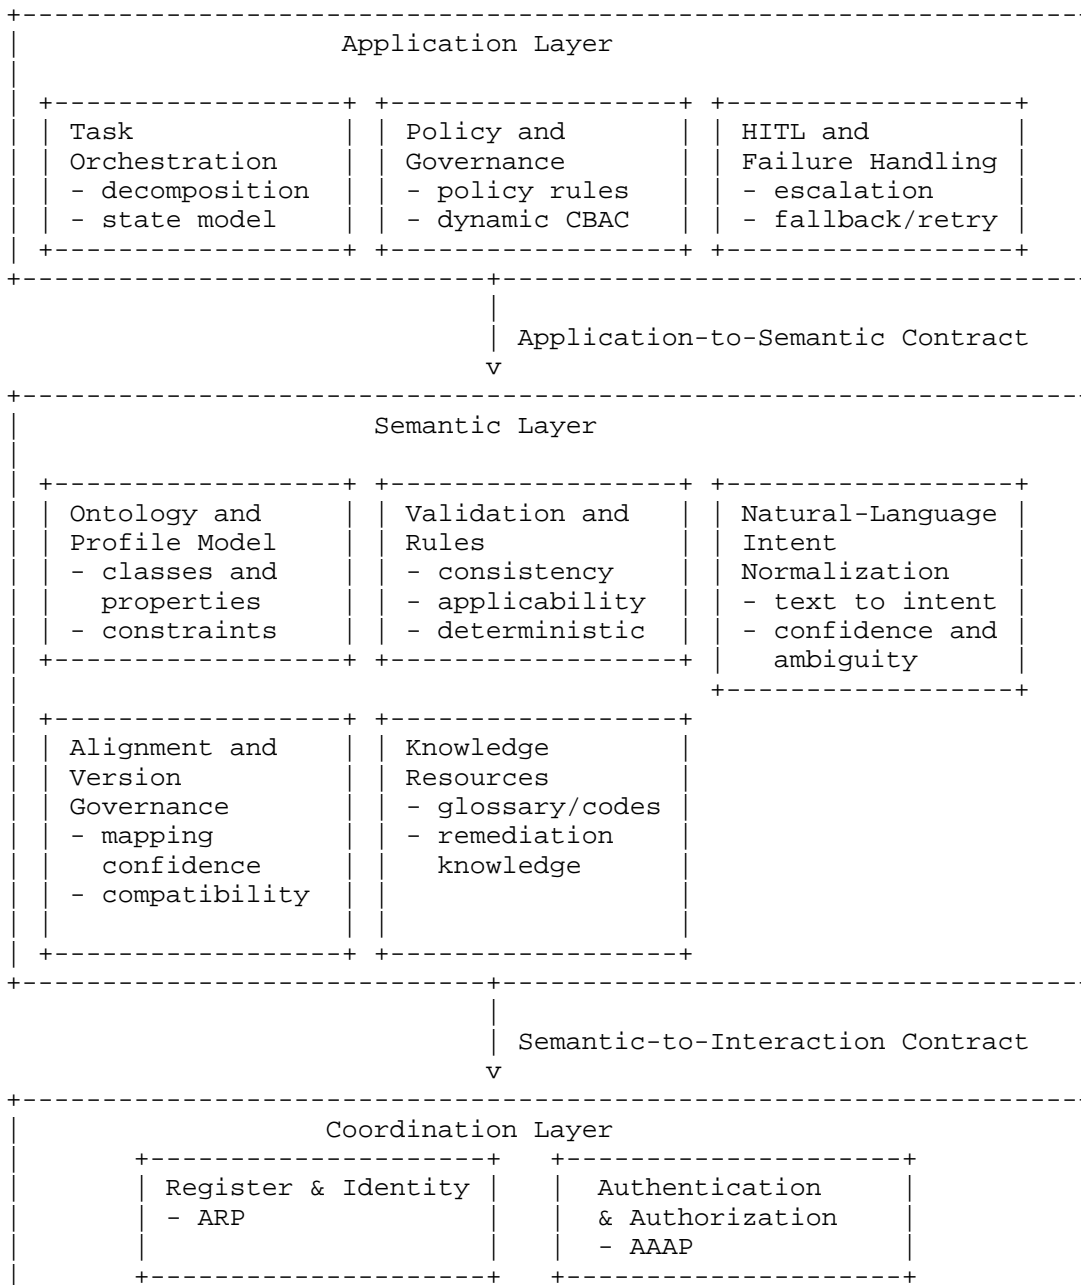 Application Layer
Task Policy and HITL and
Orchestration Governance Failure Handling
- decomposition - policy rules - escalation
- state model dynamic CBAC - fallback/retry
Application-to-Semantic Contract
v
Semantic Layer
Ontology and Validation and Natural-Language
Profile Model Rules Intent
- classes and - consistency Normalization
properties - applicability - text to intent
- constraints - deterministic - confidence and
ambiguity
Alignment and Knowledge
Version Resources
Governance - glossary/codes
- mapping - remediation
confidence knowledge
- compatibility
Semantic-to-Interaction Contract
v
Coordination Layer
Register & Identity Authentication
- ARP & Authorization
- AAAP